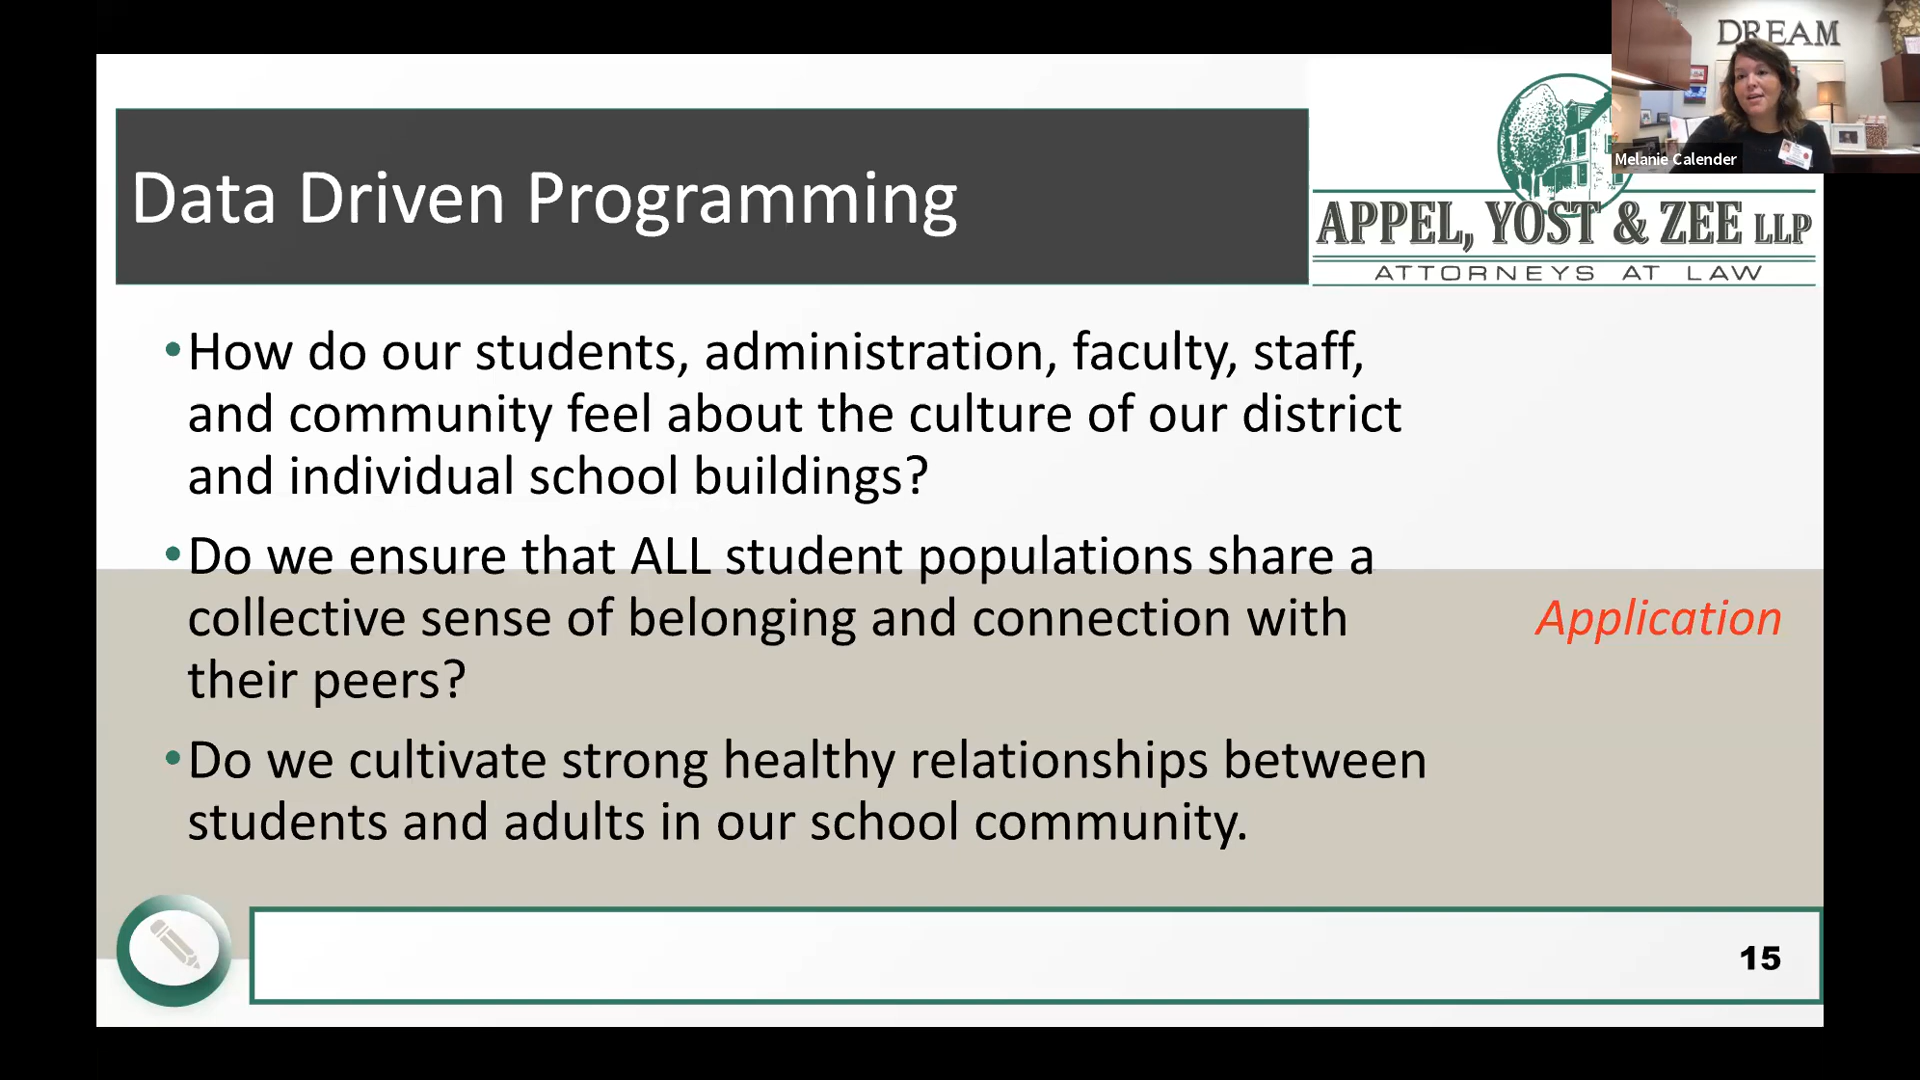 DREAM
Melanie Calender
Data Driven Programming
APPEL, YOST & ZEE LLP
ATTORNEYS AT LAW
•How do our students, administration, faculty, staff,
and community feel about the culture of our district
and individual school buildings?
•Do we ensure that ALL student populations share a
collective sense of belonging and connection with
their peers?
Application
•Do we cultivate strong healthy relationships between
students and adults in our school community.
15